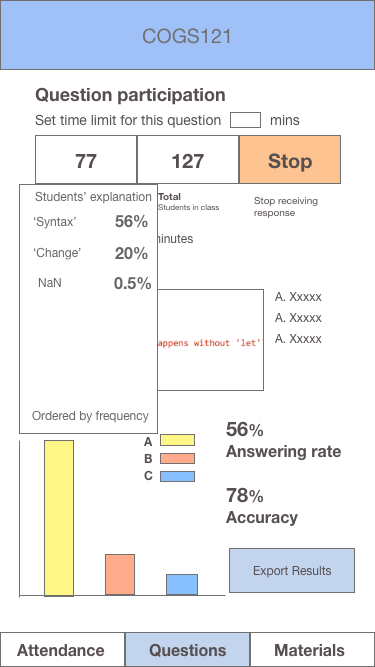 COGS121
Question participation
Set time limit for this question mins
77 127 Stop
Students’ explanation
Total
Students in class
Stop receiving
response
‘Syntax’ 56%
inutes
‘Change’ 20%
NaN 0.5%
A. Xxxxx
A. Xxxxx
appens without 'let'
A. Xxxxx
Ordered by frequency
A
B
C
56%
Answering rate
78%
Accuracy
Export Results
Attendance Questions Materials